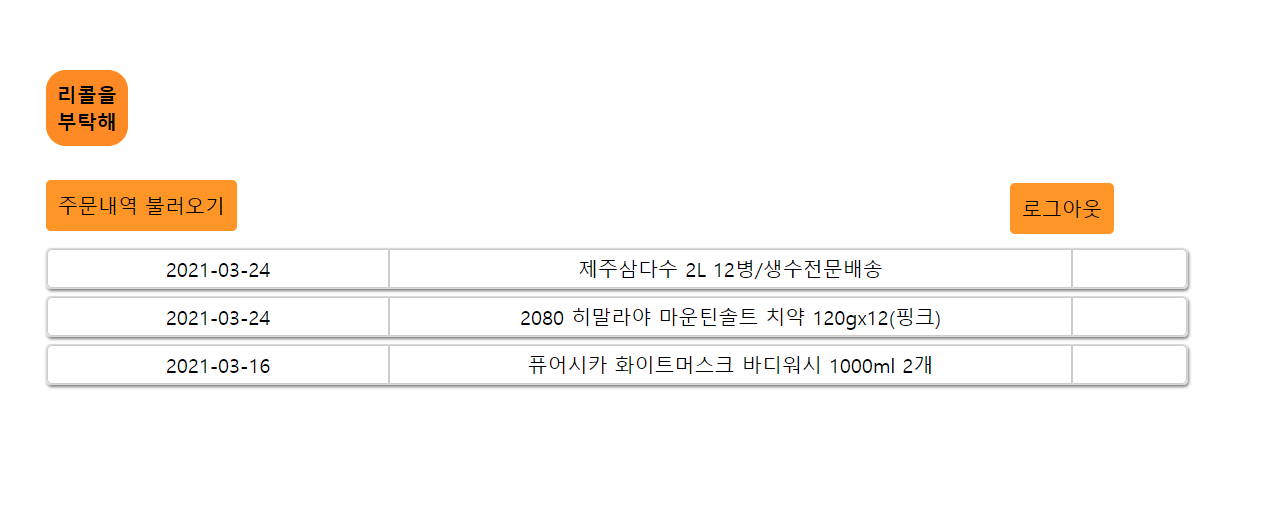 리콜을
부탁해
주문내역 불러오기
로그아웃
2021-03-24 제주삼다수 2L 12병/생수전문배송
2021-03-24 2080 히말라야 마운틴솔트 치약 120gx12(핑크)
2021-03-16 퓨어시카 화이트머스크 바디워시 1000ml 2개